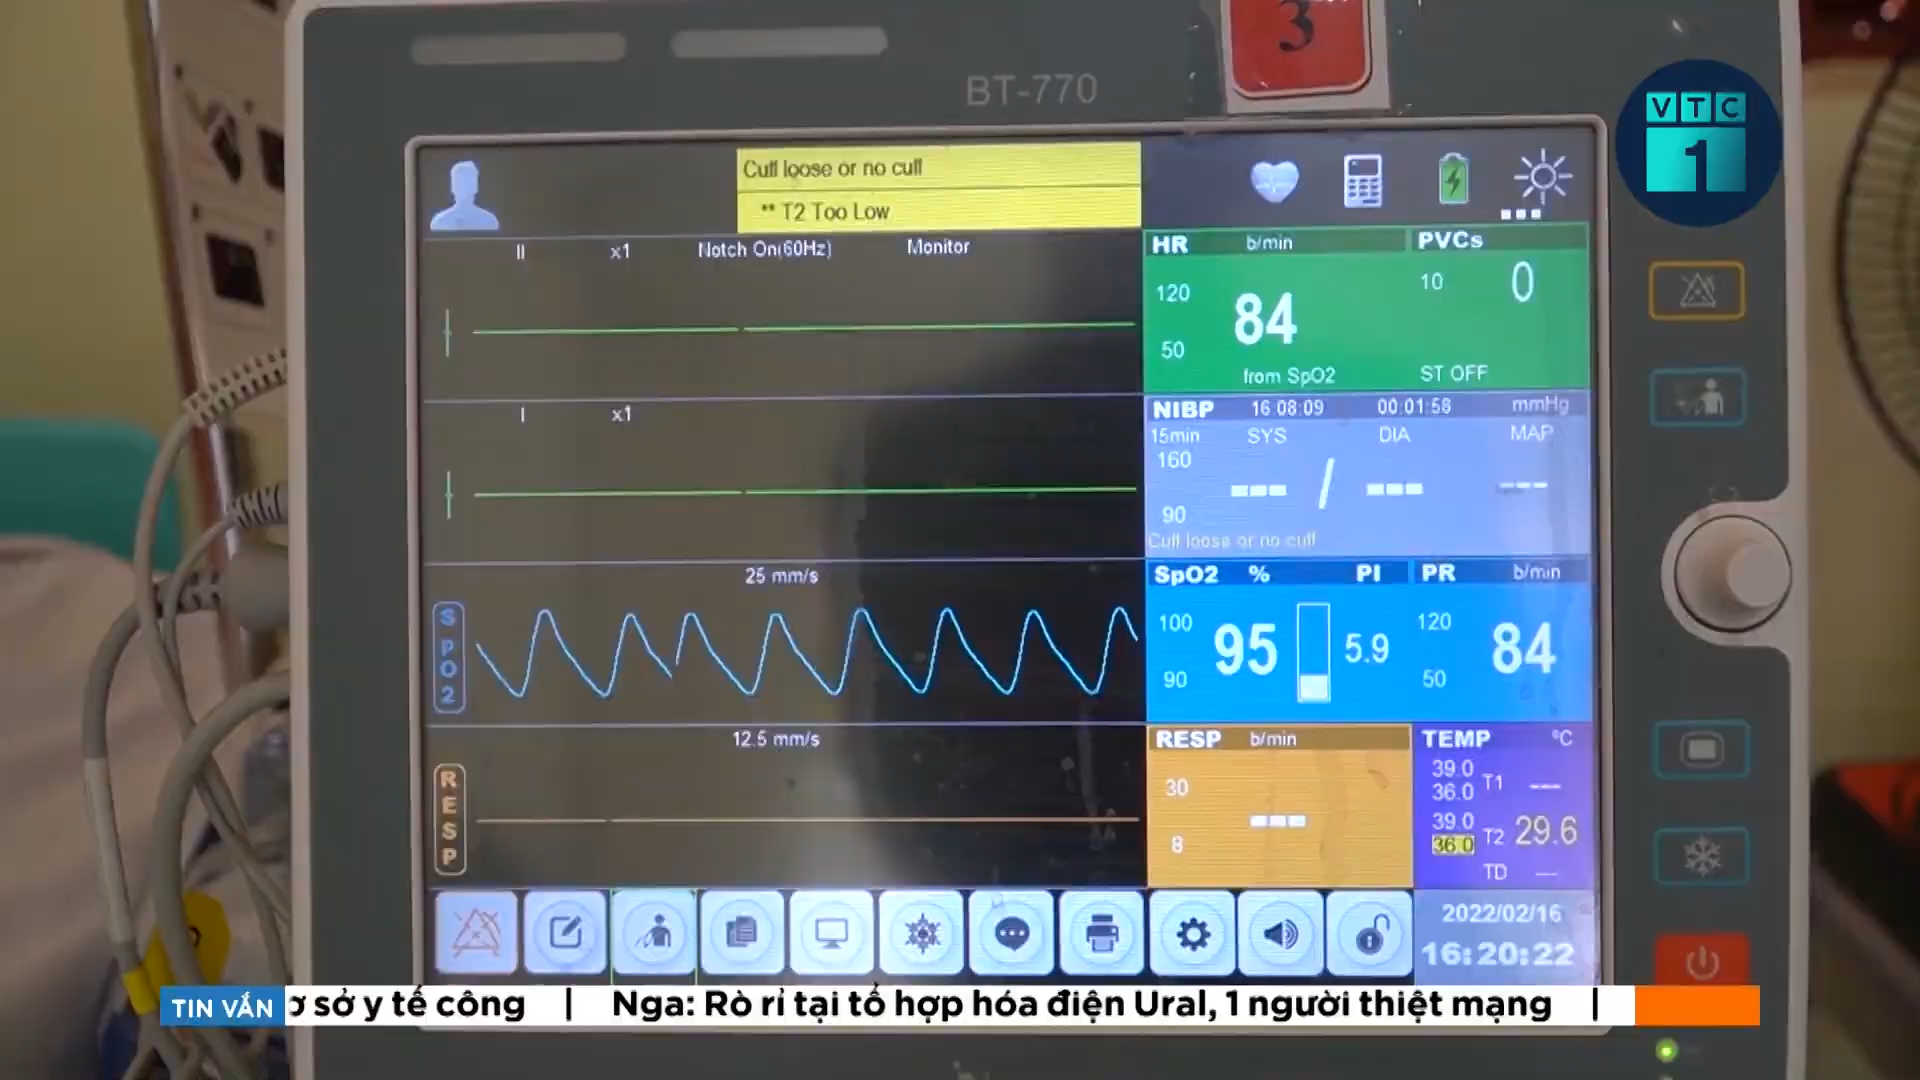 3
BT-770
VTC
1
Cuff loose or no cuff
** T2 Too Low
II x1 Notch On(60Hz) Monitor
HR b/min PVCs
120 84 10 0
50
from SpO2 ST OFF
I x1
NIBP 16:08:09 00:01:58 mmHg
15min SYS DIA MAP
160
--- / --- ---
90
Cuff loose or no cuff
25 mm/s
SPO2
SpO2 % PI PR b/min
100 95 5.9 120 84
90 50
12.5 mm/s
RESP
RESP b/min
30
---
8
TEMP °C
39.0
36.0 T1 ---
39.0
36.0 T2 29.6
TD ---
2022/02/16
16:20:22
TIN VẮN
ơ sở y tế công | Nga: Rò rỉ tại tổ hợp hóa điện Ural, 1 người thiệt mạng |